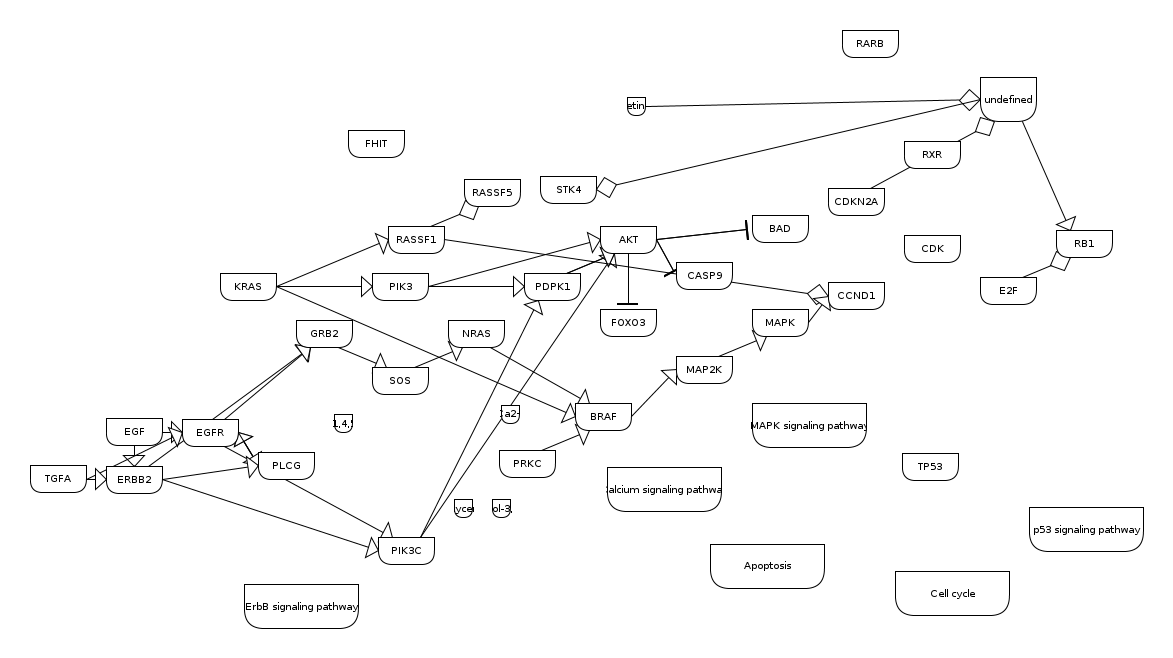 RARB
undefined
etin
FHIT
RXR
RASSF5
STK4
CDKN2A
BAD
RASSF1
AKT
RB1
CDK
CASP9
KRAS
PIK3
PDPK1
E2F
CCND1
FOXO3
MAPK
GRB2
NRAS
MAP2K
SOS
a2-
BRAF
1,4,
MAPK signaling pathway
EGF
EGFR
PLCG
PRKC
TP53
TGFA
ERBB2
alcium signaling pathwa
yce
ol-3,
p53 signaling pathway
PIK3C
Apoptosis
Cell cycle
ErbB signaling pathway